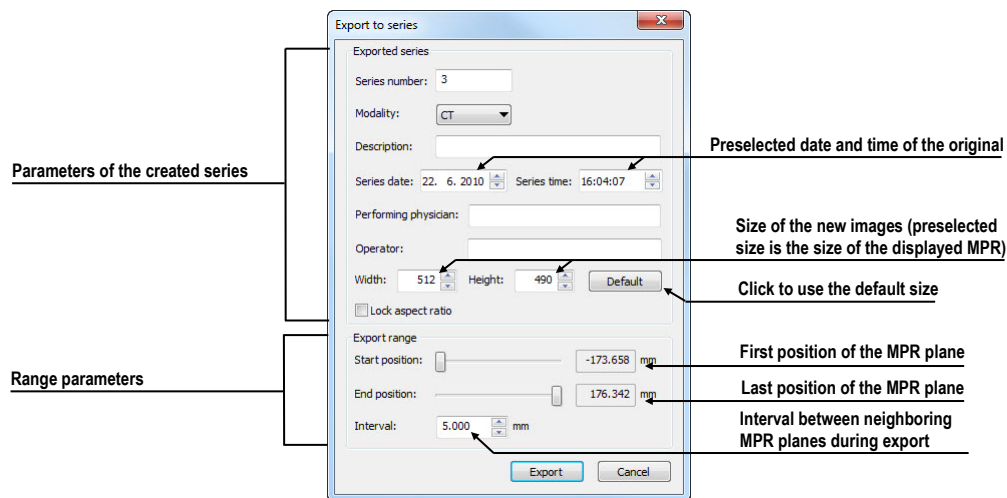 Export to series
Exported series
Series number: 3
Modality: CT
Description:
Series date: 22. 6. 2010 Series time: 16:04:07
Performing physician:
Operator:
Width: 512 Height: 490 Default
Lock aspect ratio
Export range
Start position: -173.658 mm
End position: 176.342 mm
Interval: 5.000 mm
Export Cancel
Parameters of the created series
Range parameters
Preselected date and time of the original
Size of the new images (preselected
size is the size of the displayed MPR)
Click to use the default size
First position of the MPR plane
Last position of the MPR plane
Interval between neighboring
MPR planes during export